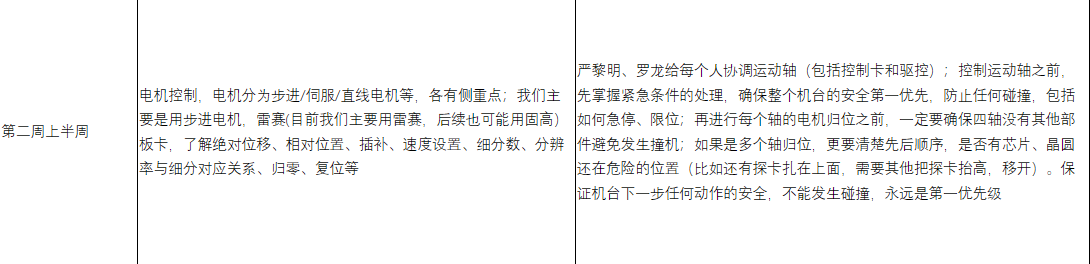 第二周上半周
电机控制，电机分为步进/伺服/直线电机等，各有侧重点；我们主
要是用步进电机，雷赛(目前我们主要用雷赛，后续也可能用固高）
板卡，了解绝对位移、相对位置、插补、速度设置、细分数、分辨
率与细分对应关系、归零、复位等
严黎明、罗龙给每个人协调运动轴（包括控制卡和驱控）；控制运动轴之前，
先掌握紧急条件的处理，确保整个机台的安全第一优先，防止任何碰撞，包括
如何急停、限位；再进行每个轴的电机归位之前，一定要确保四轴没有其他部
件避免发生撞机；如果是多个轴归位，更要清楚先后顺序，是否有芯片、晶圆
还在危险的位置（比如还有探卡扎在上面，需要其他把探卡抬高，移开）。保
证机台下一步任何动作的安全，不能发生碰撞，永远是第一优先级